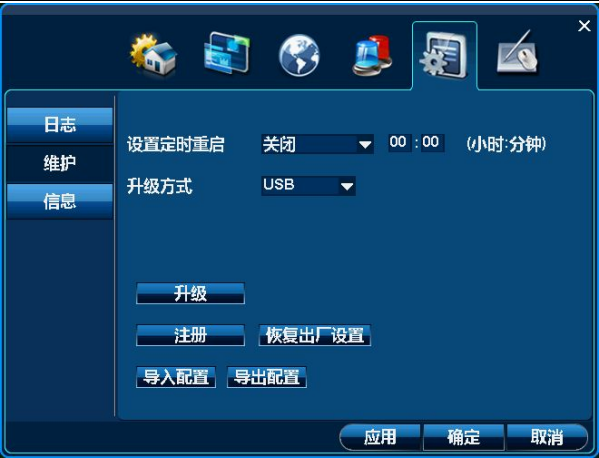 日志
维护
信息
设置定时重启 关闭 00 : 00 (小时:分钟)
升级方式 USB
升级
注册 恢复出厂设置
导入配置 导出配置
应用 确定 取消